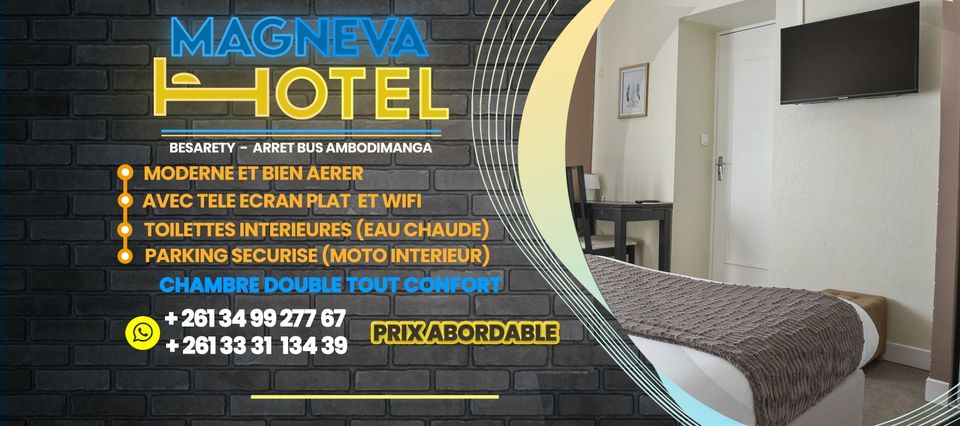 MAGNEVA
HOTEL
BESARETY - ARRET BUS AMBODIMANGA
MODERNE ET BIEN AERER
AVEC TELE ECRAN PLAT ET WIFI
TOILETTES INTERIEURES (EAU CHAUDE)
PARKING SECURISE (MOTO INTERIEUR)
CHAMBRE DOUBLE TOUT CONFORT
+ 261 34 99 277 67
+ 261 33 31 134 39
PRIX ABORDABLE